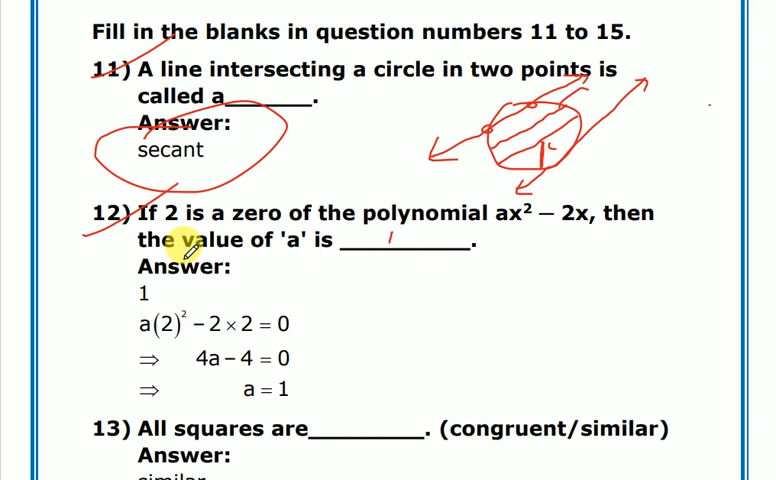 Fill in the blanks in question numbers 11 to 15.
11) A line intersecting a circle in two points is
called a_______.
Answer:
secant
12) If 2 is a zero of the polynomial ax² − 2x, then
the value of 'a' is ___1_______.
Answer:
1
a(2)² − 2 × 2 = 0
⇒ 4a − 4 = 0
⇒ a = 1
13) All squares are_________. (congruent/similar)
Answer:
similar